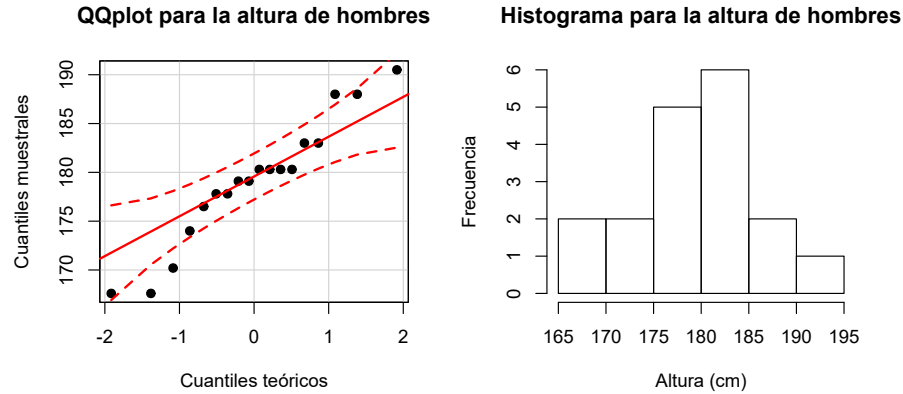 QQplot para la altura de hombres
Cuantiles muestrales
190
185
180
175
170
-2 -1 0 1 2
Cuantiles teóricos
Histograma para la altura de hombres
Frecuencia
6
5
4
3
2
1
0
165 170 175 180 185 190 195
Altura (cm)